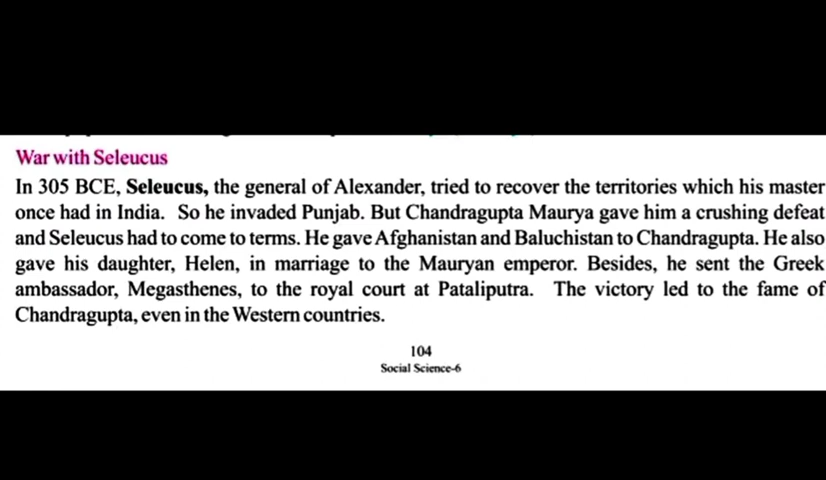 War with Seleucus
In 305 BCE, Seleucus, the general of Alexander, tried to recover the territories which his master
once had in India. So he invaded Punjab. But Chandragupta Maurya gave him a crushing defeat
and Seleucus had to come to terms. He gave Afghanistan and Baluchistan to Chandragupta. He also
gave his daughter, Helen, in marriage to the Mauryan emperor. Besides, he sent the Greek
ambassador, Megasthenes, to the royal court at Pataliputra. The victory led to the fame of
Chandragupta, even in the Western countries.
104
Social Science-6